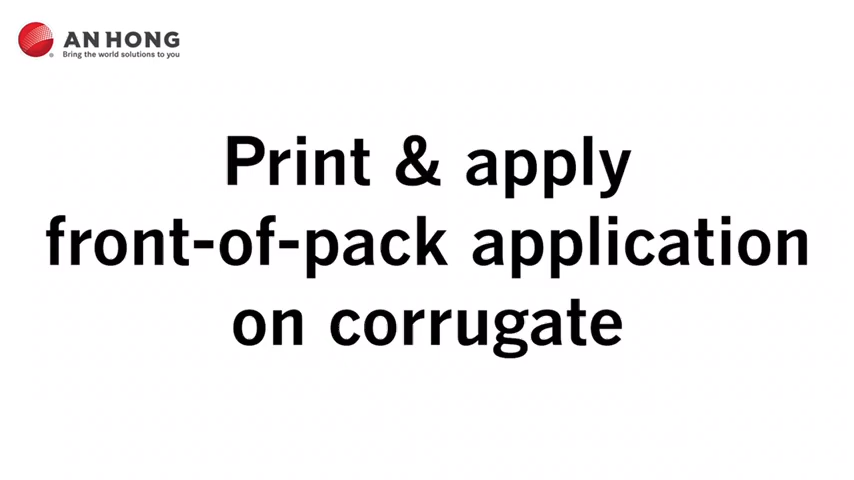 AN HONG
Bring the world solutions to you
Print & apply
front-of-pack application
on corrugate